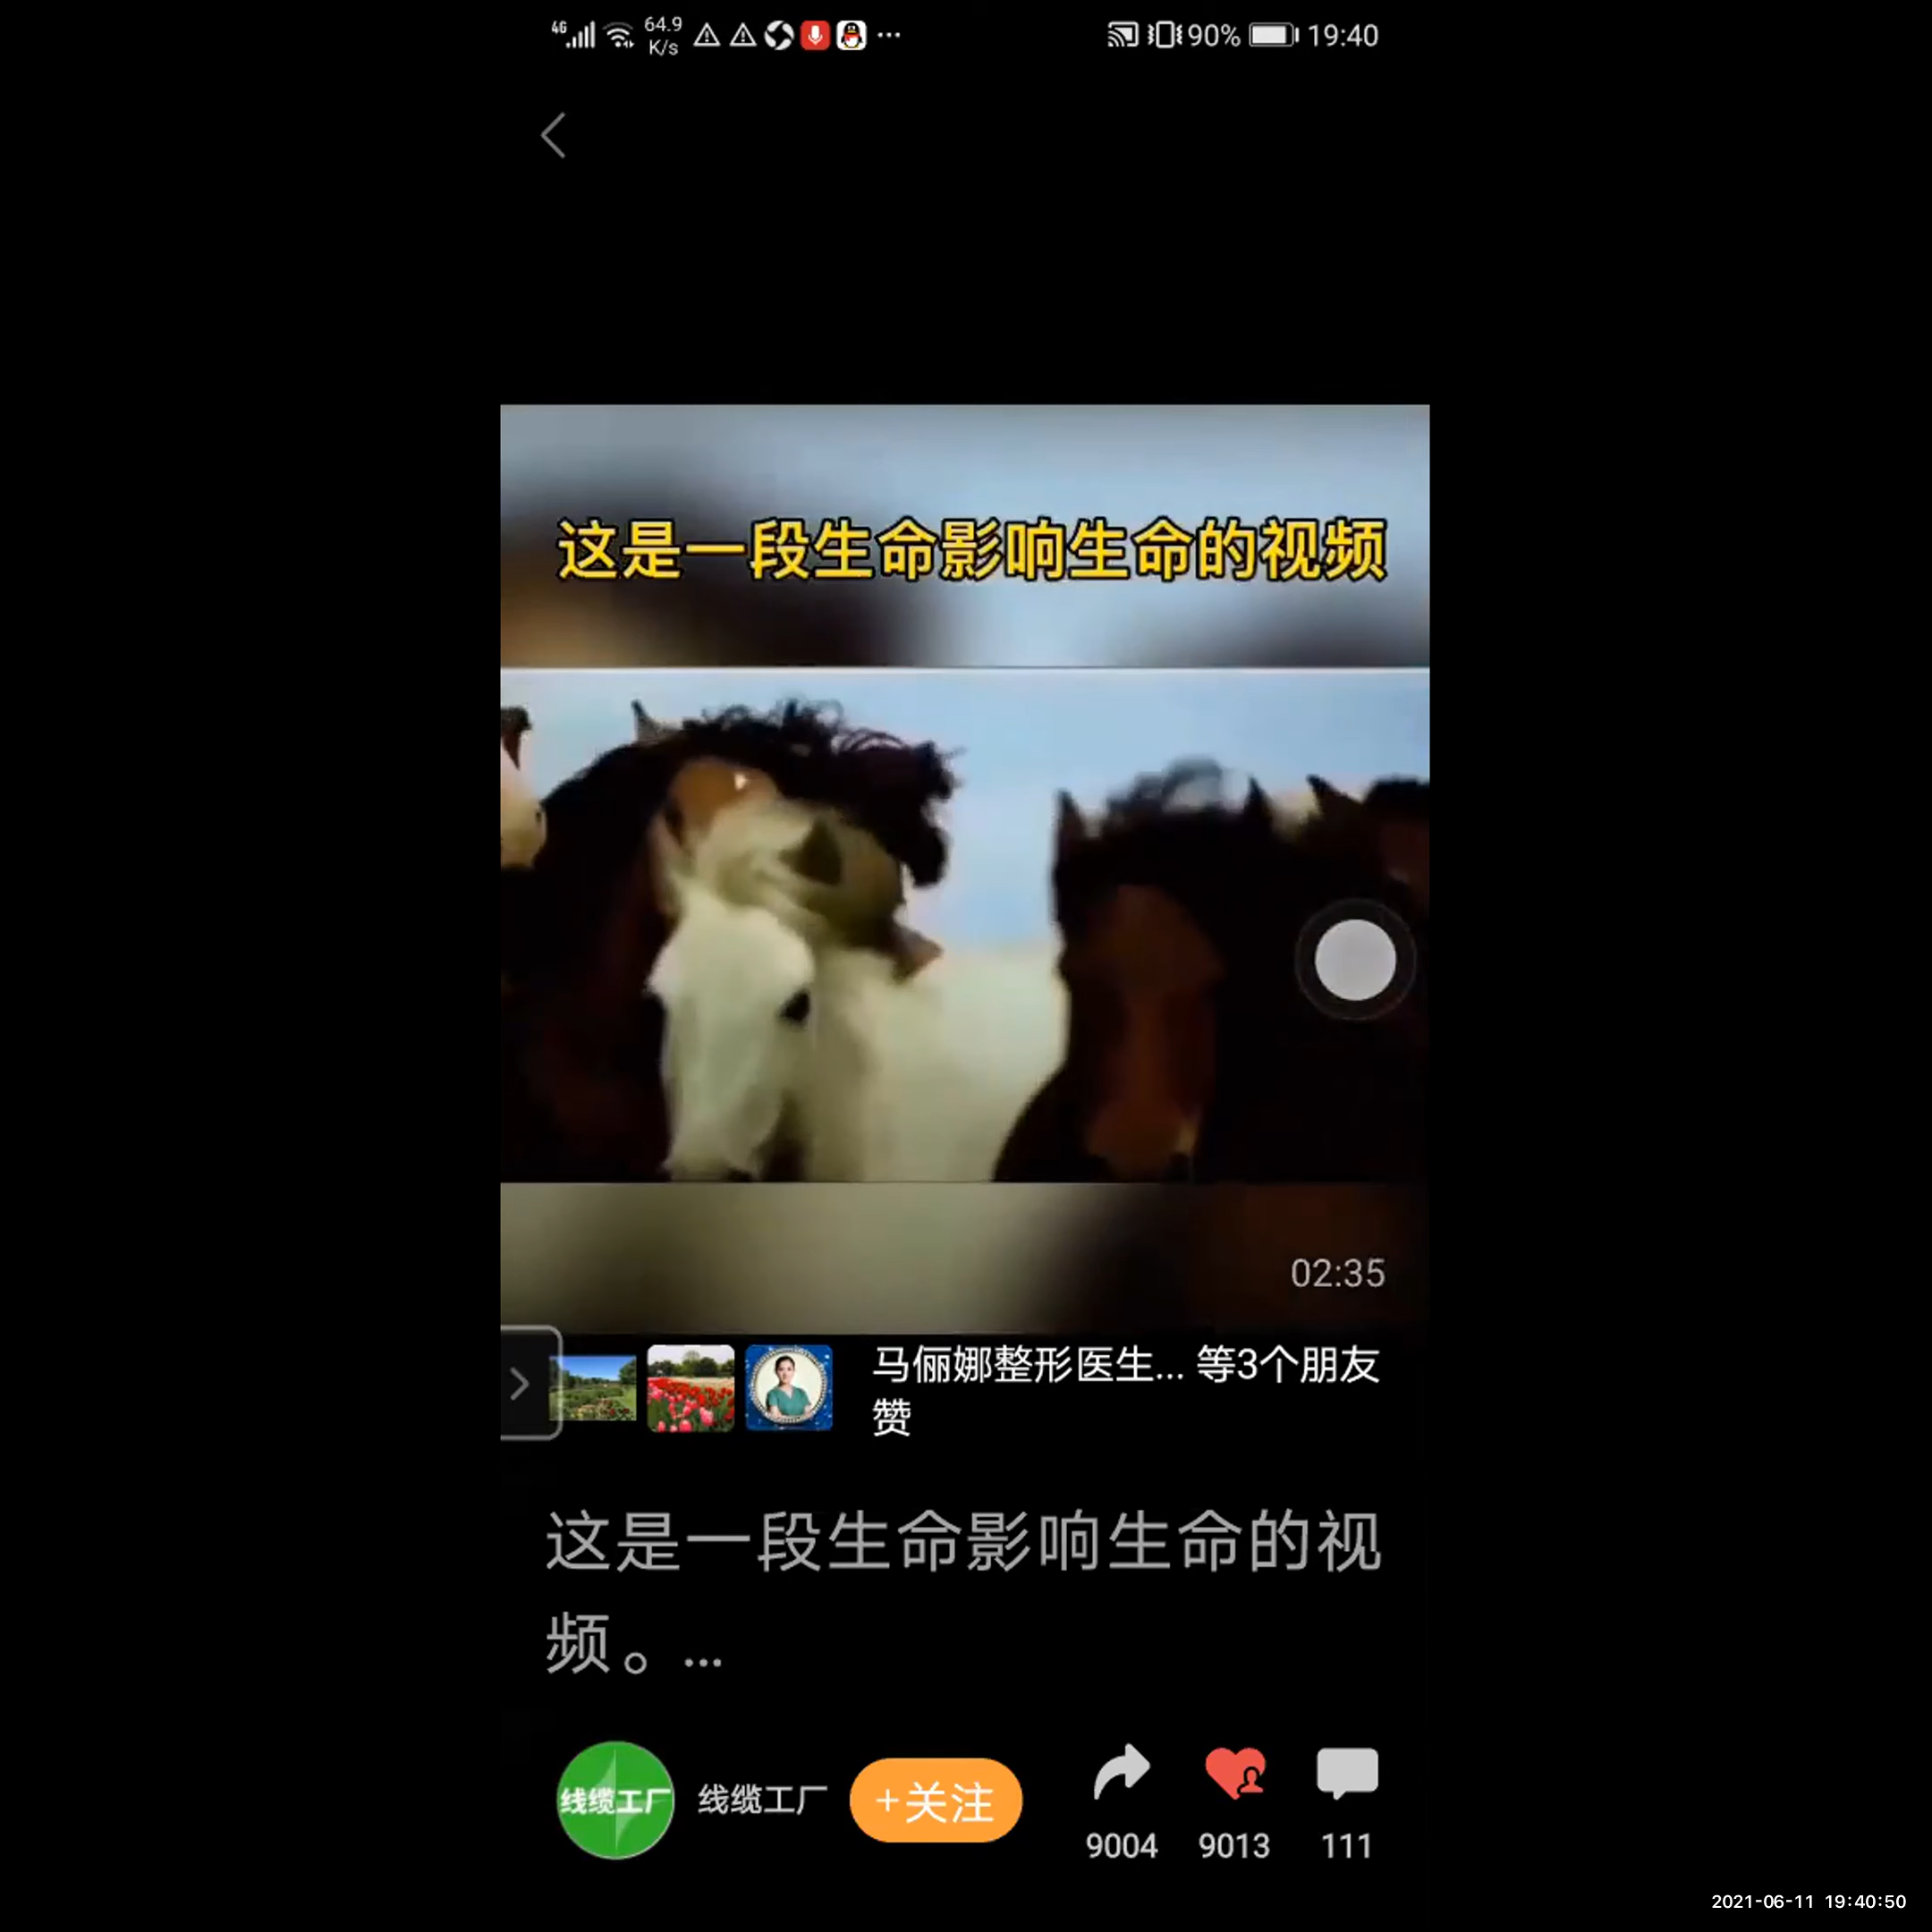 4G 64.9 K/s ... 90% 19:40
这是一段生命影响生命的视频
02:35
马俪娜整形医生... 等3个朋友
赞
这是一段生命影响生命的视
频。...
线缆工厂 线缆工厂 +关注
9004 9013 111
2021-06-11 19:40:50